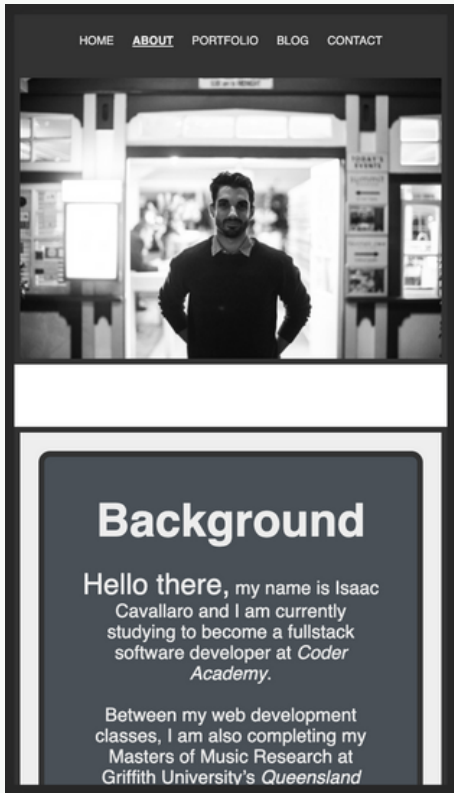 HOME ABOUT PORTFOLIO BLOG CONTACT
TODAY'S
EVENTS
Background
Hello there, my name is Isaac
Cavallaro and I am currently
studying to become a fullstack
software developer at Coder
Academy.
Between my web development
classes, I am also completing my
Masters of Music Research at
Griffith University's Queensland